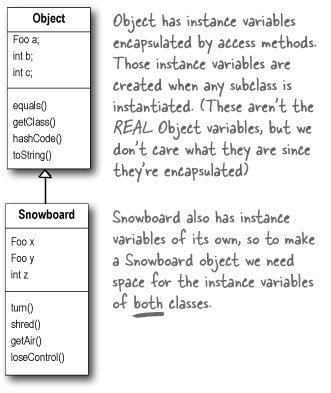 Object
Foo a;
int b;
int c;
equals()
getClass()
hashCode()
toString()
Object has instance variables
encapsulated by access methods.
Those instance variables are
created when any subclass is
instantiated. (These aren't the
REAL Object variables, but we
don't care what they are since
they're encapsulated)
Snowboard
Foo x
Foo y
int z
turn()
shred()
getAir()
loseControl()
Snowboard also has instance
variables of its own, so to make
a Snowboard object we need
space for the instance variables
of both classes.